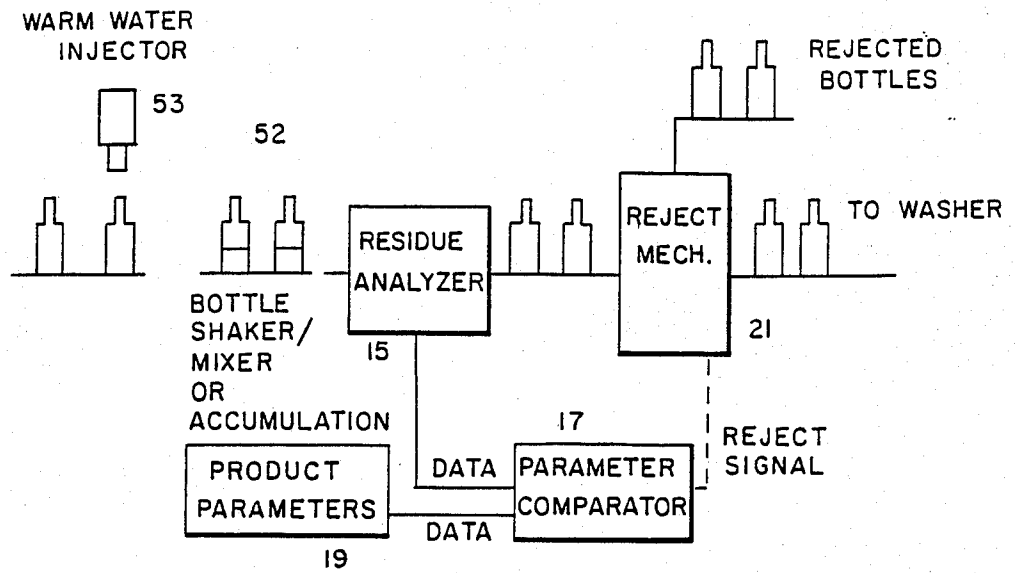 WARM WATER
INJECTOR
53
52
REJECTED
BOTTLES
RESIDUE
ANALYZER
REJECT
MECH.
TO WASHER
BOTTLE
SHAKER/
MIXER
OR
ACCUMULATION
15
21
17
REJECT
SIGNAL
PRODUCT
PARAMETERS
DATA
DATA
PARAMETER
COMPARATOR
19